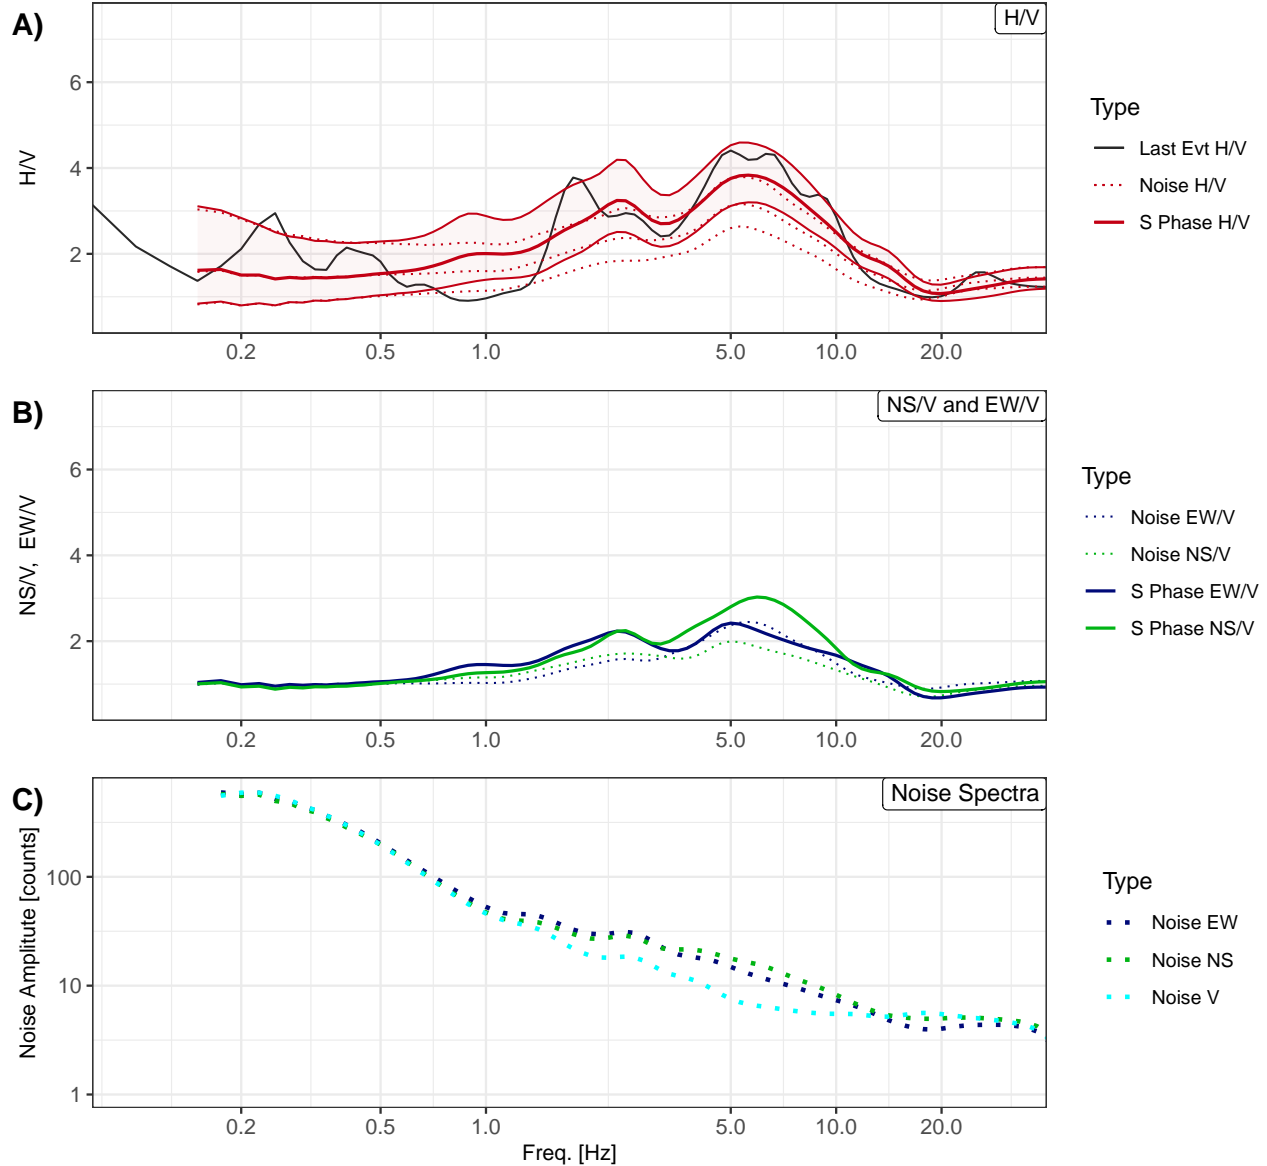 A)
H/V
6
4
2
H/V
0.2 0.5 1.0 5.0 10.0 20.0
Type
Last Evt H/V
Noise H/V
S Phase H/V
B)
NS/V and EW/V
6
4
2
NS/V, EW/V
0.2 0.5 1.0 5.0 10.0 20.0
Type
Noise EW/V
Noise NS/V
S Phase EW/V
S Phase NS/V
C)
Noise Spectra
100
10
1
Noise Amplitute [counts]
0.2 0.5 1.0 5.0 10.0 20.0
Freq. [Hz]
Type
Noise EW
Noise NS
Noise V